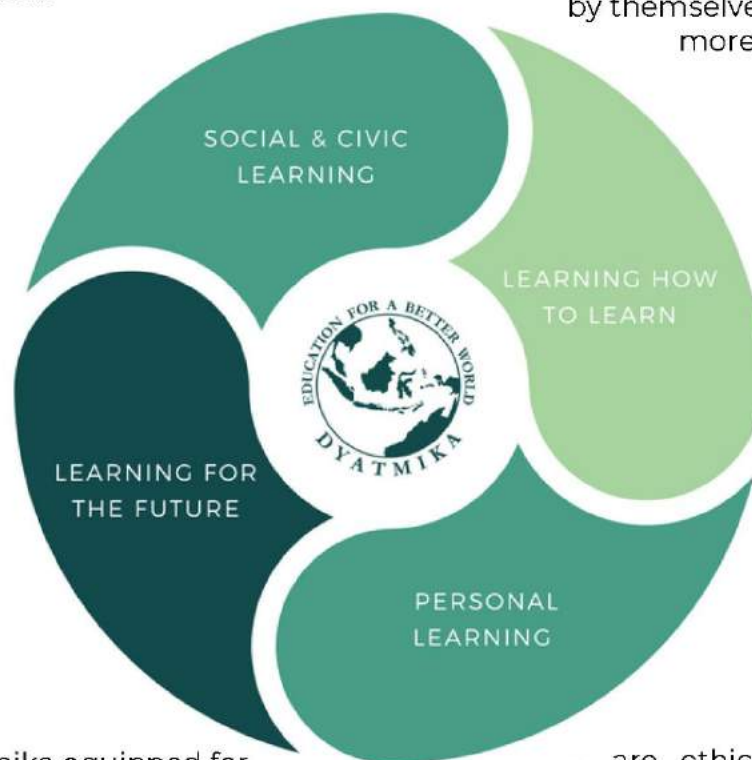 by themselve
more
SOCIAL & CIVIC
LEARNING
LEARNING HOW
TO LEARN
EDUCATION FOR A BETTER WORLD
DYATMIKA
LEARNING FOR
THE FUTURE
PERSONAL
LEARNING
equipped for
are ethic